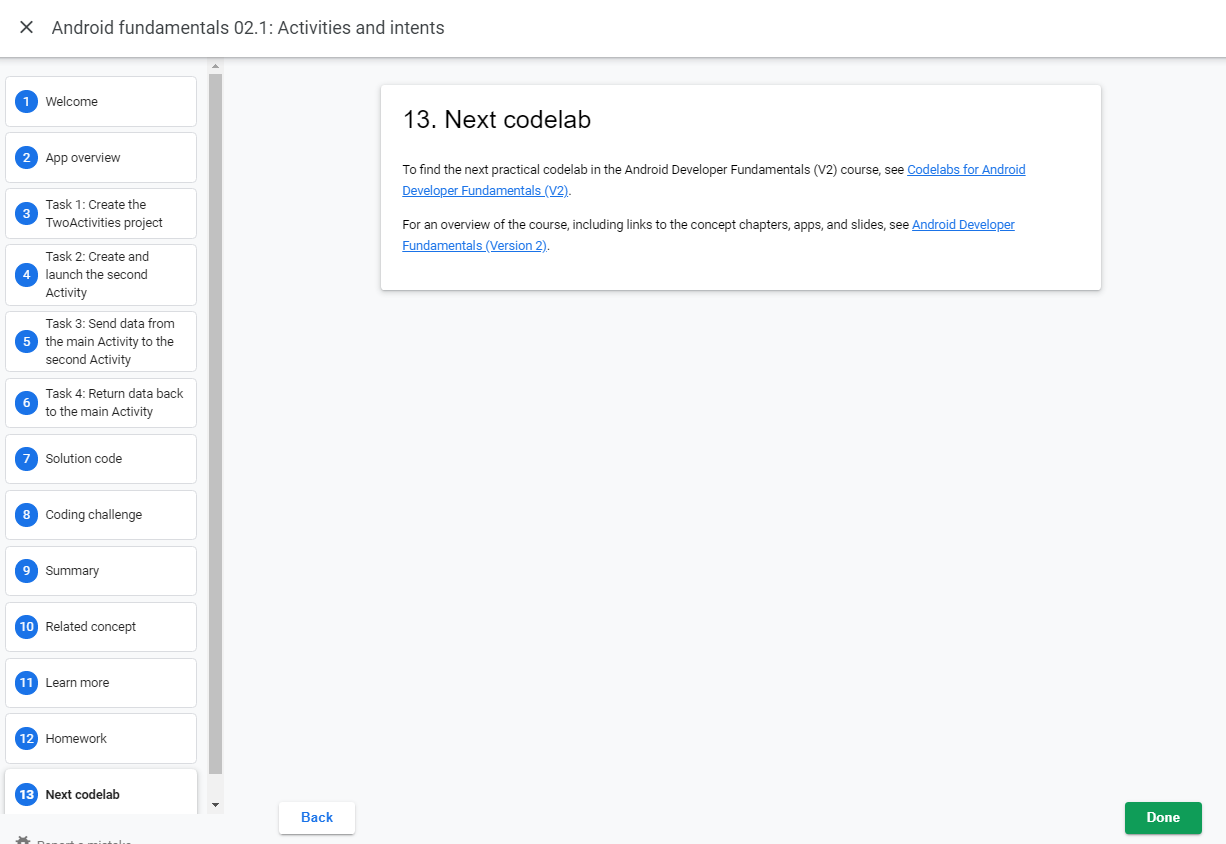 Android fundamentals 02.1: Activities and intents
1 Welcome
2 App overview
3 Task 1: Create the
TwoActivities project
4 Task 2: Create and
launch the second
Activity
5 Task 3: Send data from
the main Activity to the
second Activity
6 Task 4: Return data back
to the main Activity
7 Solution code
8 Coding challenge
9 Summary
10 Related concept
11 Learn more
12 Homework
13 Next codelab
Report a mistake
13. Next codelab
To find the next practical codelab in the Android Developer Fundamentals (V2) course, see Codelabs for Android
Developer Fundamentals (V2).
For an overview of the course, including links to the concept chapters, apps, and slides, see Android Developer
Fundamentals (Version 2).
Back
Done